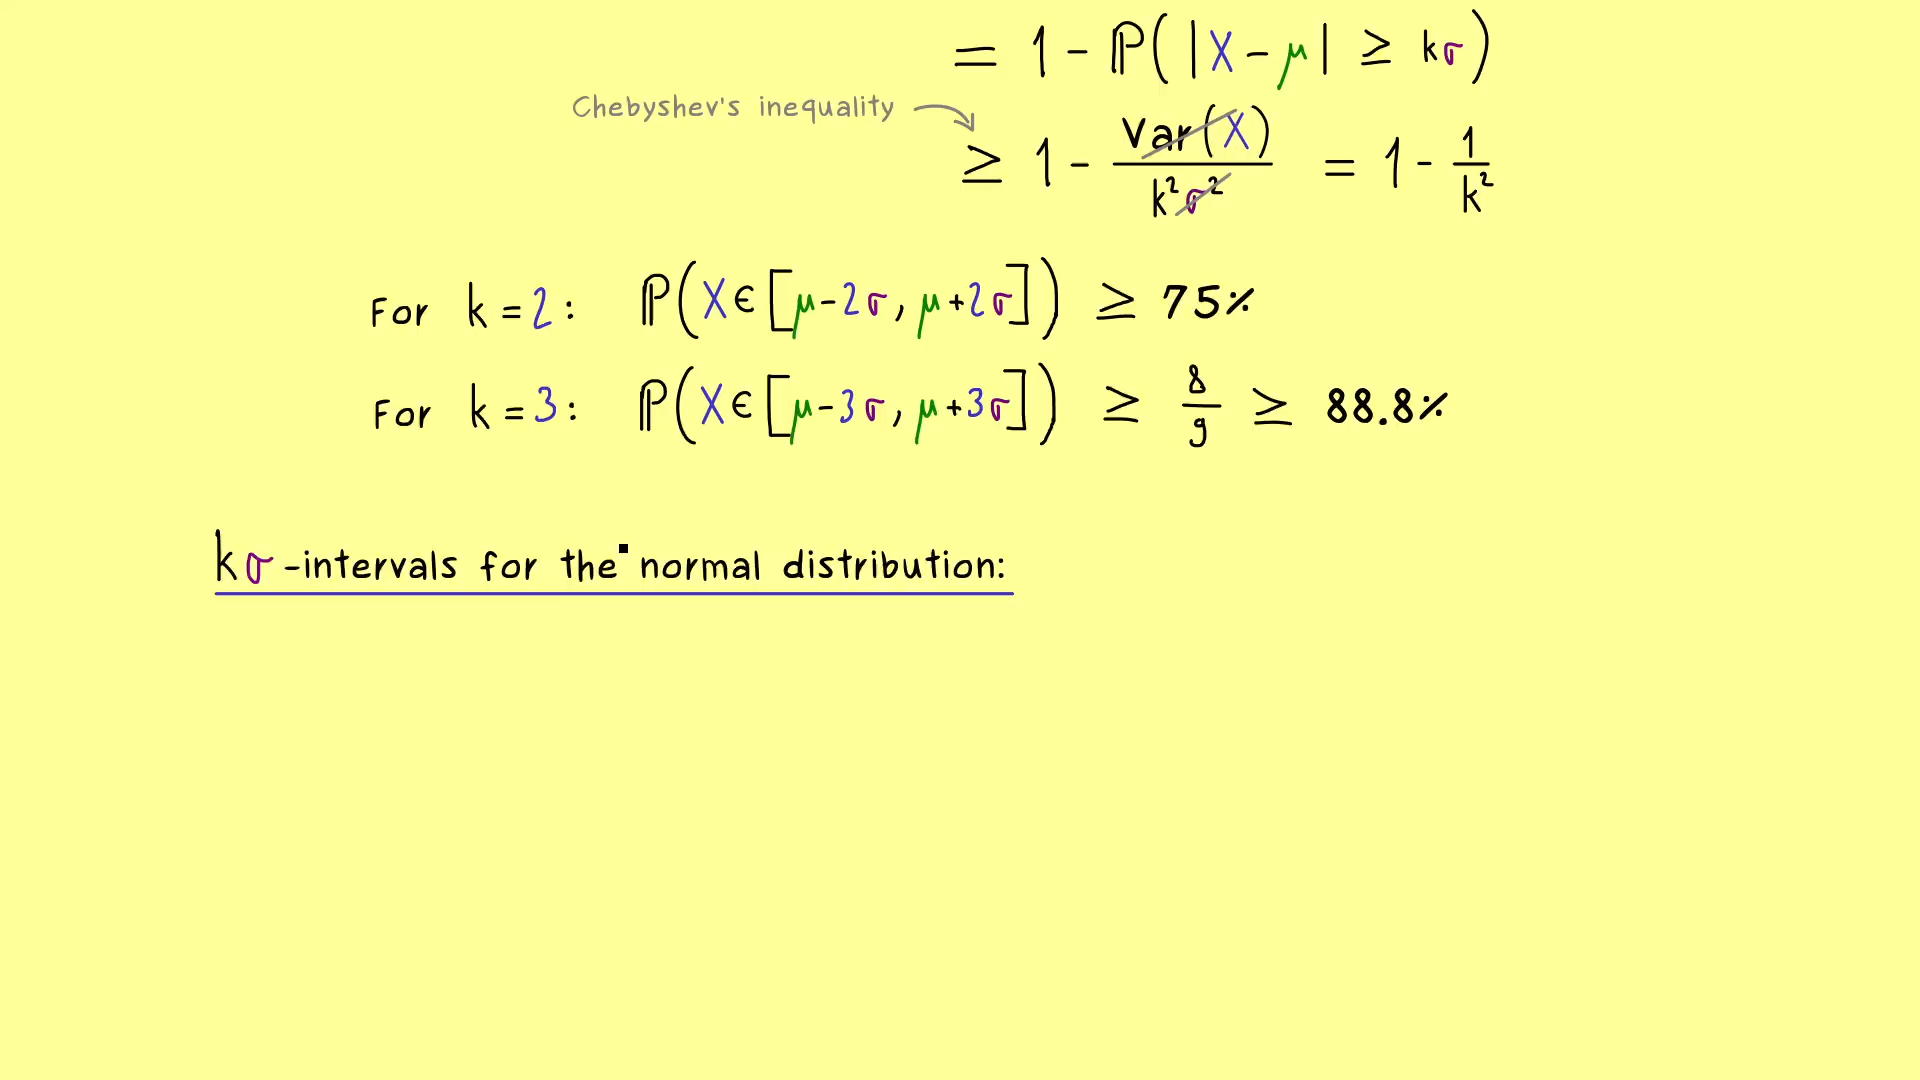 = 1 - ℙ(|X - μ| ≥ kσ)
Chebyshev's inequality
≥ 1 - Var(X) / k²σ² = 1 - 1/k²
For k = 2: ℙ(X ∈ [μ - 2σ, μ + 2σ]) ≥ 75%
For k = 3: ℙ(X ∈ [μ - 3σ, μ + 3σ]) ≥ 8/9 ≥ 88.8%
kσ-intervals for the normal distribution: